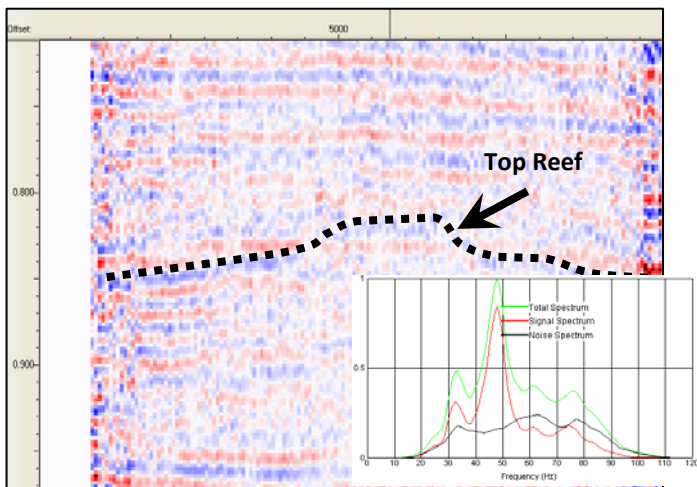 Offset:
5000
Top Reef
0.800
0.900
1
0.5
0
Total Spectrum
Signal Spectrum
Noise Spectrum
0 10 20 30 40 50 60 70 80 90 100 110 120
Frequency (Hz)